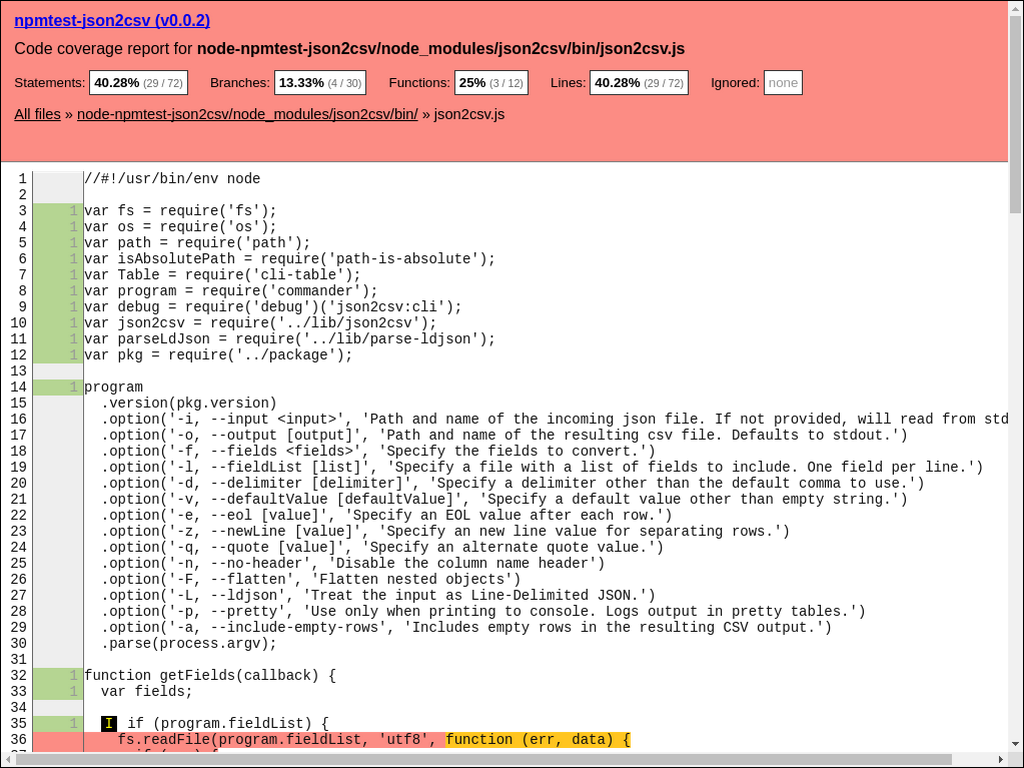 npmtest-json2csv (v0.0.2)
Code coverage report for node-npmtest-json2csv/node_modules/json2csv/bin/json2csv.js
Statements: 40.28% (29 / 72) Branches: 13.33% (4 / 30) Functions: 25% (3 / 12) Lines: 40.28% (29 / 72) Ignored: none
All files » node-npmtest-json2csv/node_modules/json2csv/bin/ » json2csv.js
1 //#!/usr/bin/env node
2
3 1 var fs = require('fs');
4 1 var os = require('os');
5 1 var path = require('path');
6 1 var isAbsolutePath = require('path-is-absolute');
7 1 var Table = require('cli-table');
8 1 var program = require('commander');
9 1 var debug = require('debug')('json2csv:cli');
10 1 var json2csv = require('../lib/json2csv');
11 1 var parseLdJson = require('../lib/parse-ldjson');
12 1 var pkg = require('../package');
13
14 1 program
15 .version(pkg.version)
16 .option('-i, --input <input>', 'Path and name of the incoming json file. If not provided, will read from std
17 .option('-o, --output [output]', 'Path and name of the resulting csv file. Defaults to stdout.')
18 .option('-f, --fields <fields>', 'Specify the fields to convert.')
19 .option('-l, --fieldList [list]', 'Specify a file with a list of fields to include. One field per line.')
20 .option('-d, --delimiter [delimiter]', 'Specify a delimiter other than the default comma to use.')
21 .option('-v, --defaultValue [defaultValue]', 'Specify a default value other than empty string.')
22 .option('-e, --eol [value]', 'Specify an EOL value after each row.')
23 .option('-z, --newLine [value]', 'Specify an new line value for separating rows.')
24 .option('-q, --quote [value]', 'Specify an alternate quote value.')
25 .option('-n, --no-header', 'Disable the column name header')
26 .option('-F, --flatten', 'Flatten nested objects')
27 .option('-L, --ldjson', 'Treat the input as Line-Delimited JSON.')
28 .option('-p, --pretty', 'Use only when printing to console. Logs output in pretty tables.')
29 .option('-a, --include-empty-rows', 'Includes empty rows in the resulting CSV output.')
30 .parse(process.argv);
31
32 1 function getFields(callback) {
33 1 var fields;
34
35 1 I if (program.fieldList) {
36 fs.readFile(program.fieldList, 'utf8', function (err, data) {